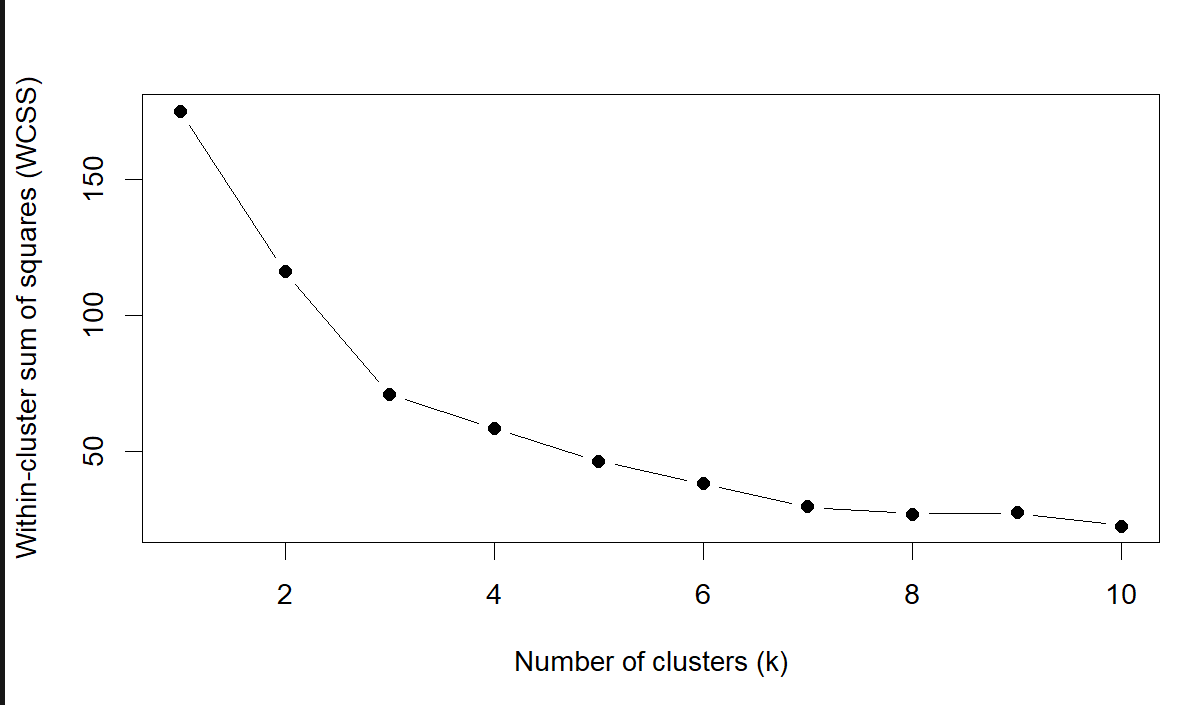 Within-cluster sum of squares (WCSS)
150
100
50
2 4 6 8 10
Number of clusters (k)